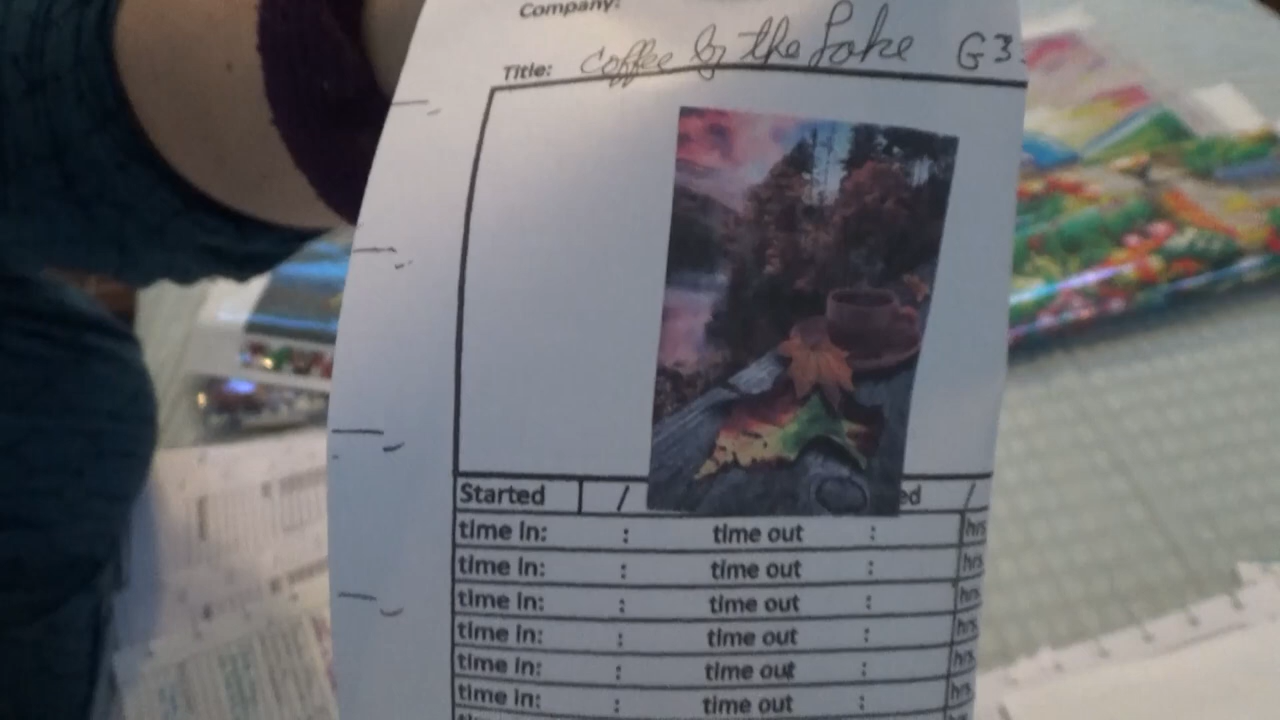 Company:
Title: Coffee by the Lake G3
Started / ed /
time in: : time out : hrs
time in: : time out : hrs
time in: : time out : hrs
time in: : time out : hrs
time in: : time out : hrs
time in: : time out : hrs